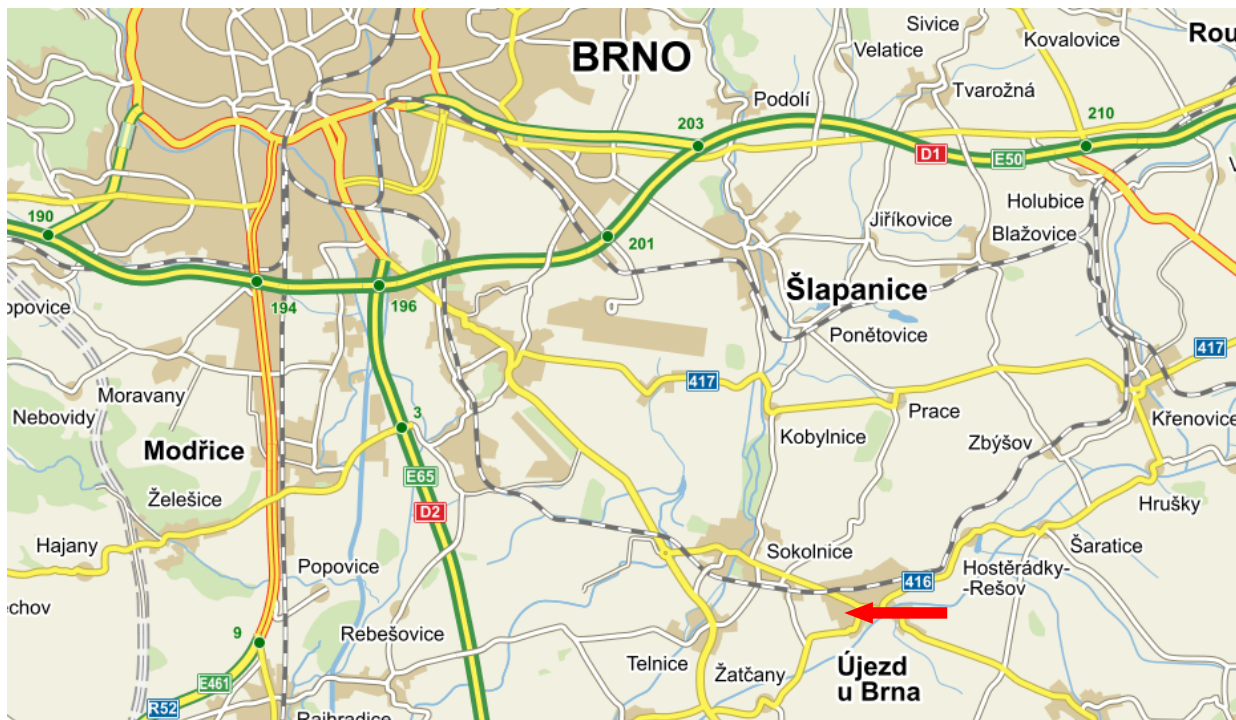 Sivice
Kovalovice
Rou
BRNO
Velatice
Podolí
Tvarožná
203
210
D1
E50
190
Holubice
Jiříkovice
Blažovice
201
194
196
Šlapanice
opovice
Ponětovice
417
417
Moravany
Nebovidy
3
Prace
Křenovice
Modřice
Kobylnice
Zbýšov
E65
Želešice
D2
Hrušky
Hajany
Sokolnice
Šaratice
Popovice
Hostěrádky-
-Rešov
416
echov
9
Rebešovice
Telnice
Žatčany
Újezd
u Brna
E461
R52
Rajhradice